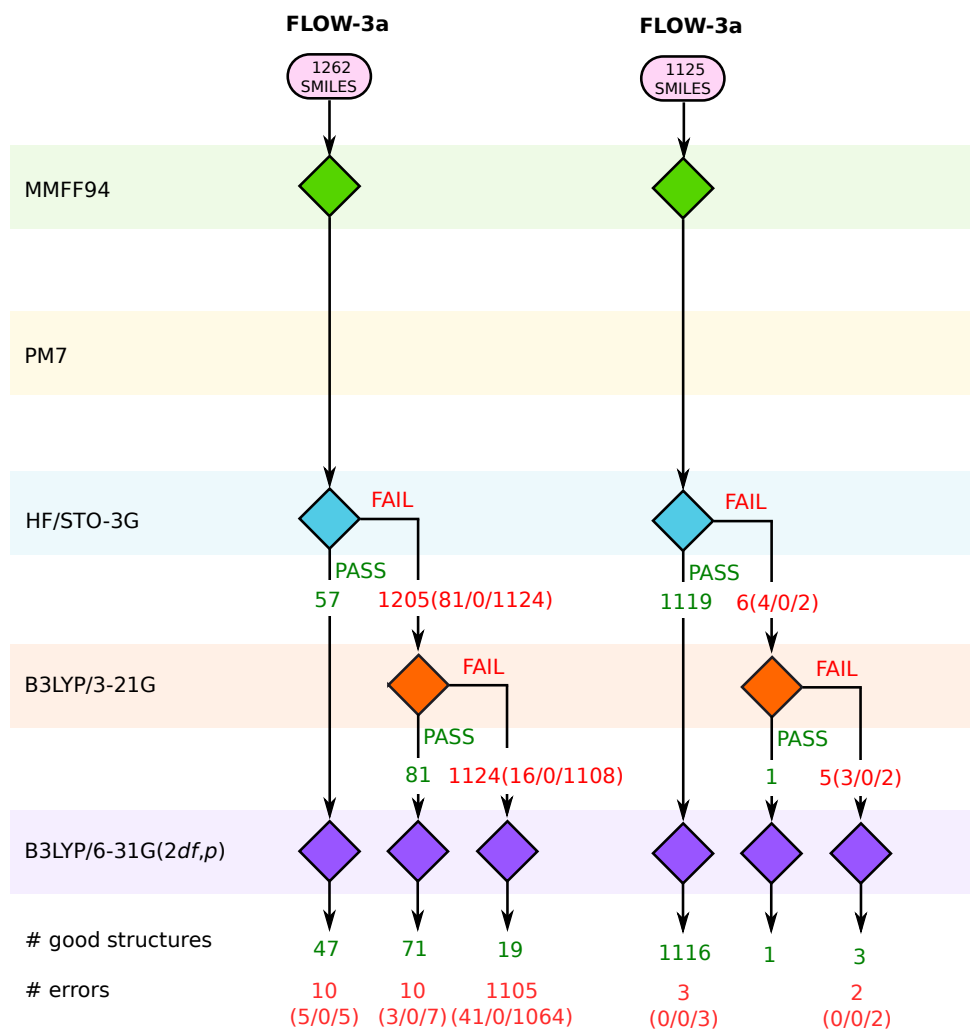 FLOW-3a
FLOW-3a
1262
SMILES
1125
SMILES
MMFF94
PM7
HF/STO-3G
FAIL
FAIL
PASS
PASS
57
1205(81/0/1124)
1119
6(4/0/2)
B3LYP/3-21G
FAIL
FAIL
PASS
PASS
81
1124(16/0/1108)
1
5(3/0/2)
B3LYP/6-31G(2df,p)
# good structures
47
71
19
1116
1
3
# errors
10
(5/0/5)
10
(3/0/7)
1105
(41/0/1064)
3
(0/0/3)
2
(0/0/2)